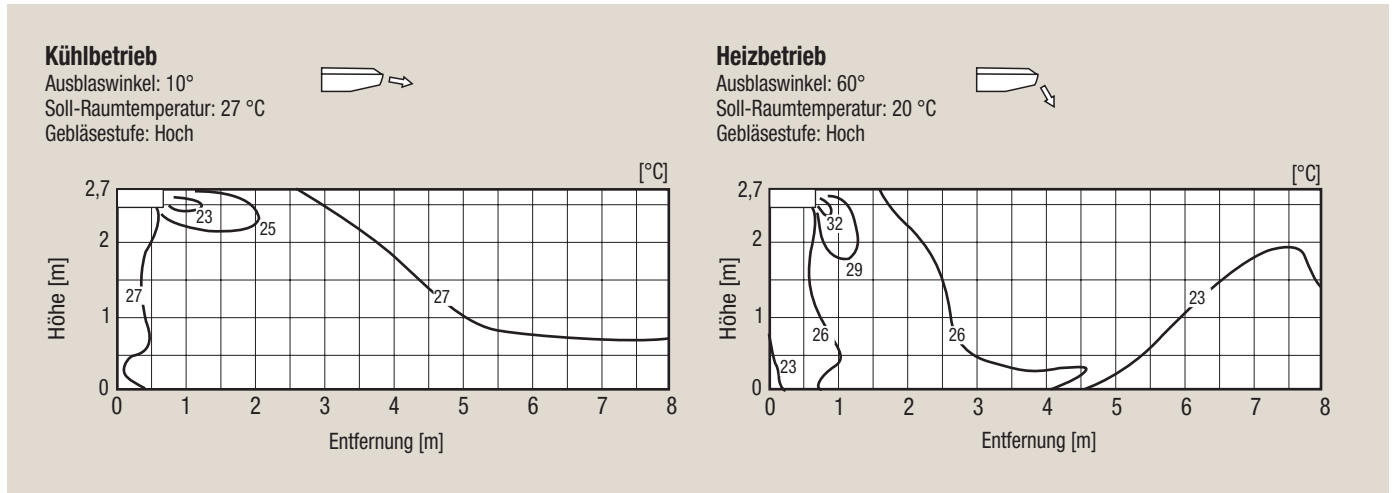 Kühlbetrieb
Ausblaswinkel: 10°
Soll-Raumtemperatur: 27 °C
Gebläsestufe: Hoch
[°C]
2,7
2
1
0
Höhe [m]
23
25
27
27
0 1 2 3 4 5 6 7 8
Entfernung [m]
Heizbetrieb
Ausblaswinkel: 60°
Soll-Raumtemperatur: 20 °C
Gebläsestufe: Hoch
[°C]
2,7
2
1
0
Höhe [m]
32
29
23
26
26
23
0 1 2 3 4 5 6 7 8
Entfernung [m]